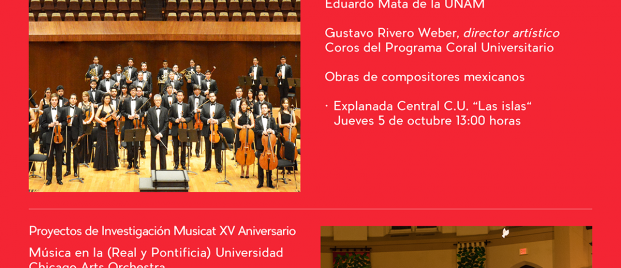 Eduardo Mata de la UNAM
Gustavo Rivero Weber, director artístico
Coros del Programa Coral Universitario
Obras de compositores mexicanos
· Explanada Central C.U. “Las islas“
Jueves 5 de octubre 13:00 horas
Proyectos de Investigación Musicat XV Aniversario
Música en la (Real y Pontificia) Universidad
Chicago Arts Orchestra